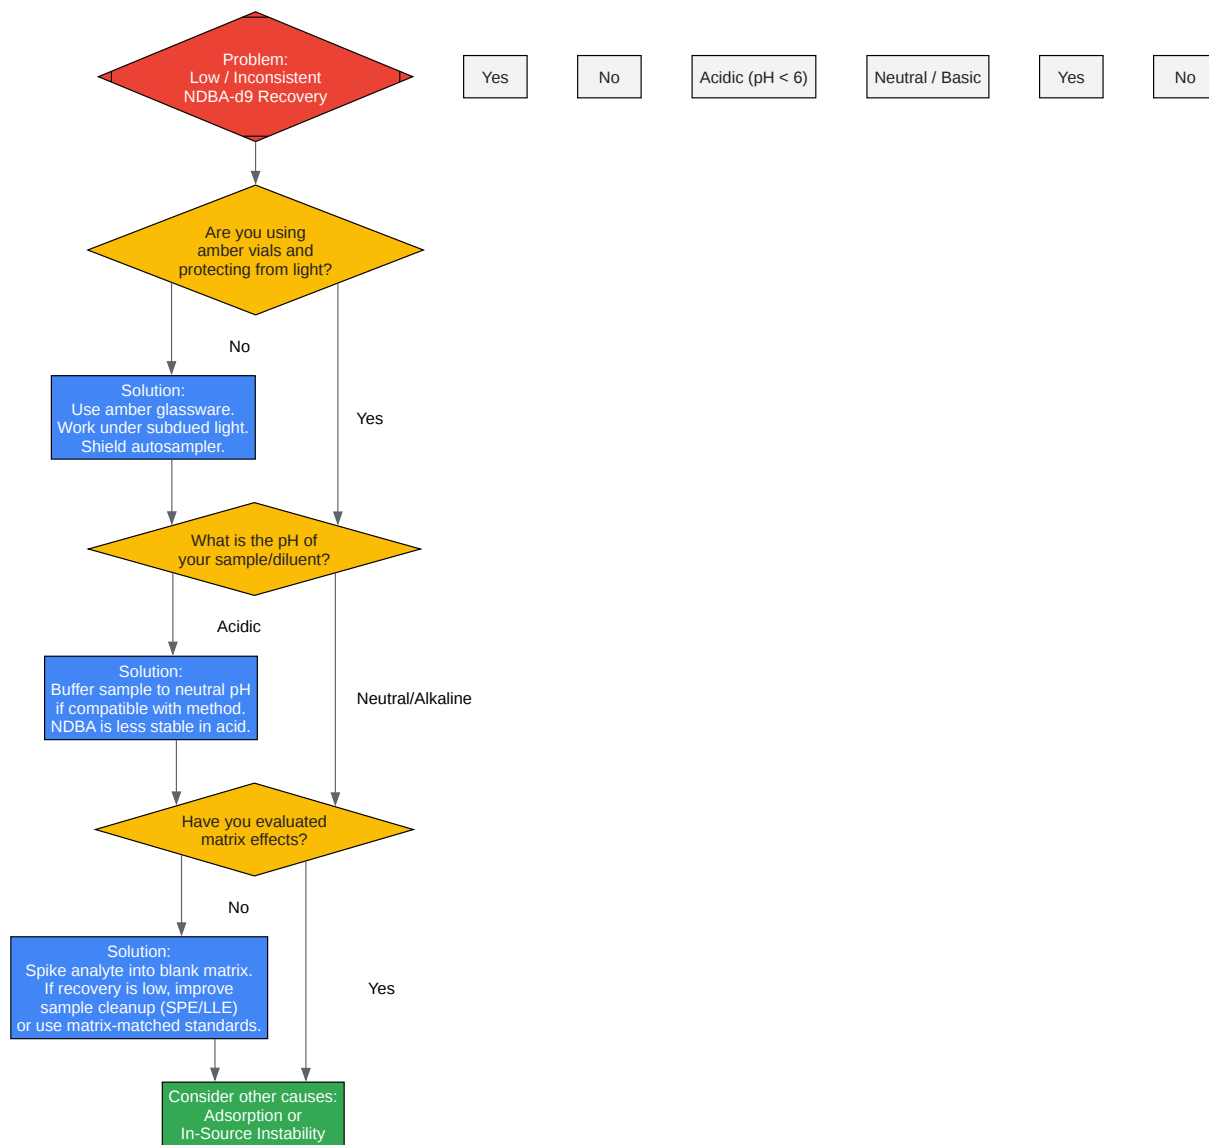 Problem:
Low / Inconsistent
NDBA-d9 Recovery
Yes
No
Acidic (pH < 6)
Neutral / Basic
Yes
No
Are you using
amber vials and
protecting from light?
No
Solution:
Use amber glassware.
Work under subdued light.
Shield autosampler.
Yes
What is the pH of
your sample/diluent?
Acidic
Solution:
Buffer sample to neutral pH
if compatible with method.
NDBA is less stable in acid.
Neutral/Alkaline
Have you evaluated
matrix effects?
No
Solution:
Spike analyte into blank matrix.
If recovery is low, improve
sample cleanup (SPE/LLE)
or use matrix-matched standards.
Yes
Consider other causes:
Adsorption or
In-Source Instability